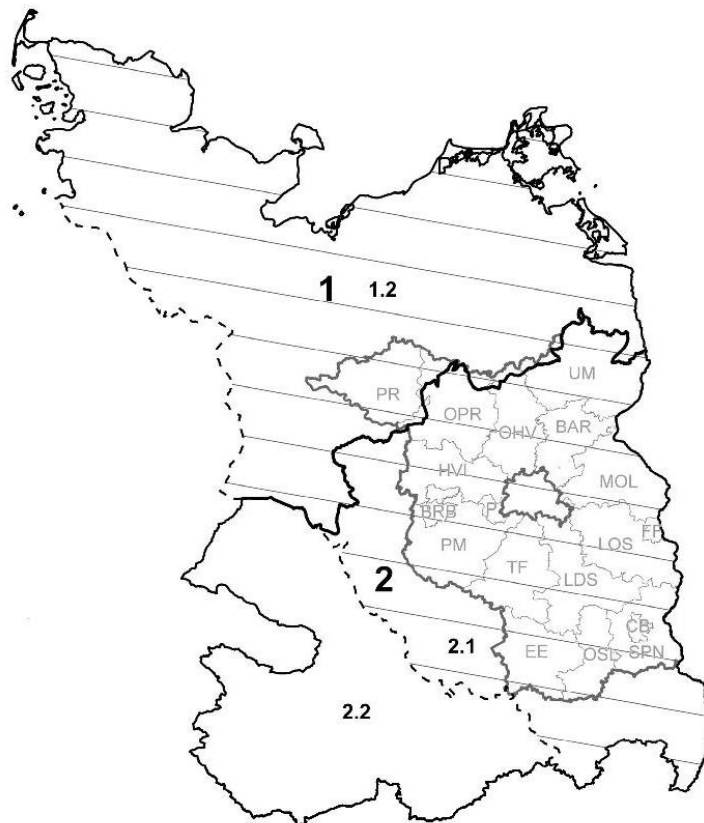 1 1.2
UM
PR
OPR
OHV
BAR
HVL
MOL
BRB
P
FF
LOS
PM
TF
LDS
2
CB
2.1
EE
OSL
SPN
2.2